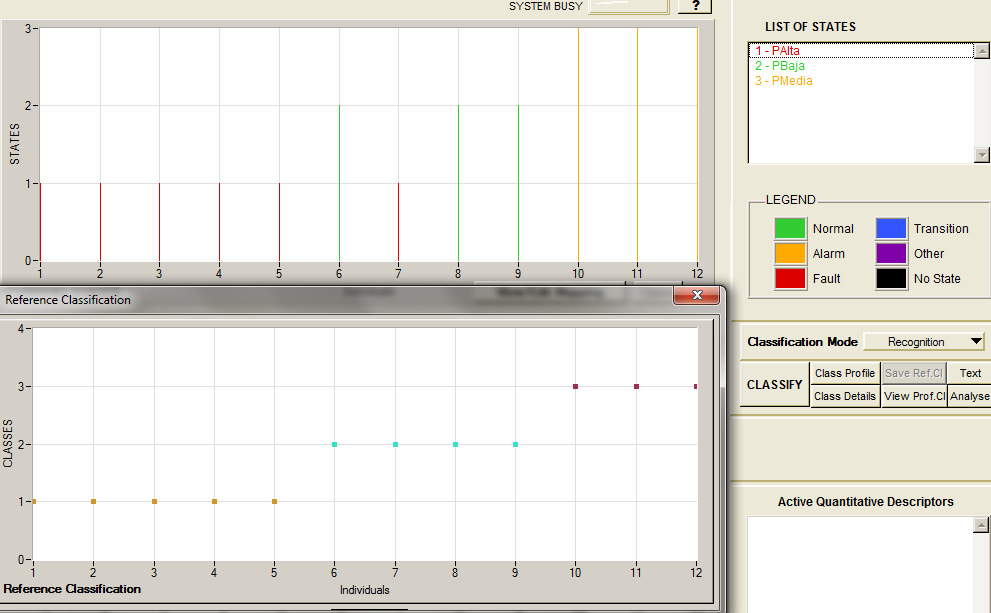 SYSTEM BUSY
?
3
2
1
0
STATES
1 2 3 4 5 6 7 8 9 10 11 12
LIST OF STATES
1 - PAlta
2 - PBaja
3 - PMedia
LEGEND
Normal Transition
Alarm Other
Fault No State
Classification Mode Recognition
CLASSIFY
Class Profile Save Ref.Cl Text
Class Details View Prof.Cl Analyse
Active Quantitative Descriptors
Reference Classification
4
3
2
1
0
CLASSES
1 2 3 4 5 6 7 8 9 10 11 12
Reference Classification Individuals